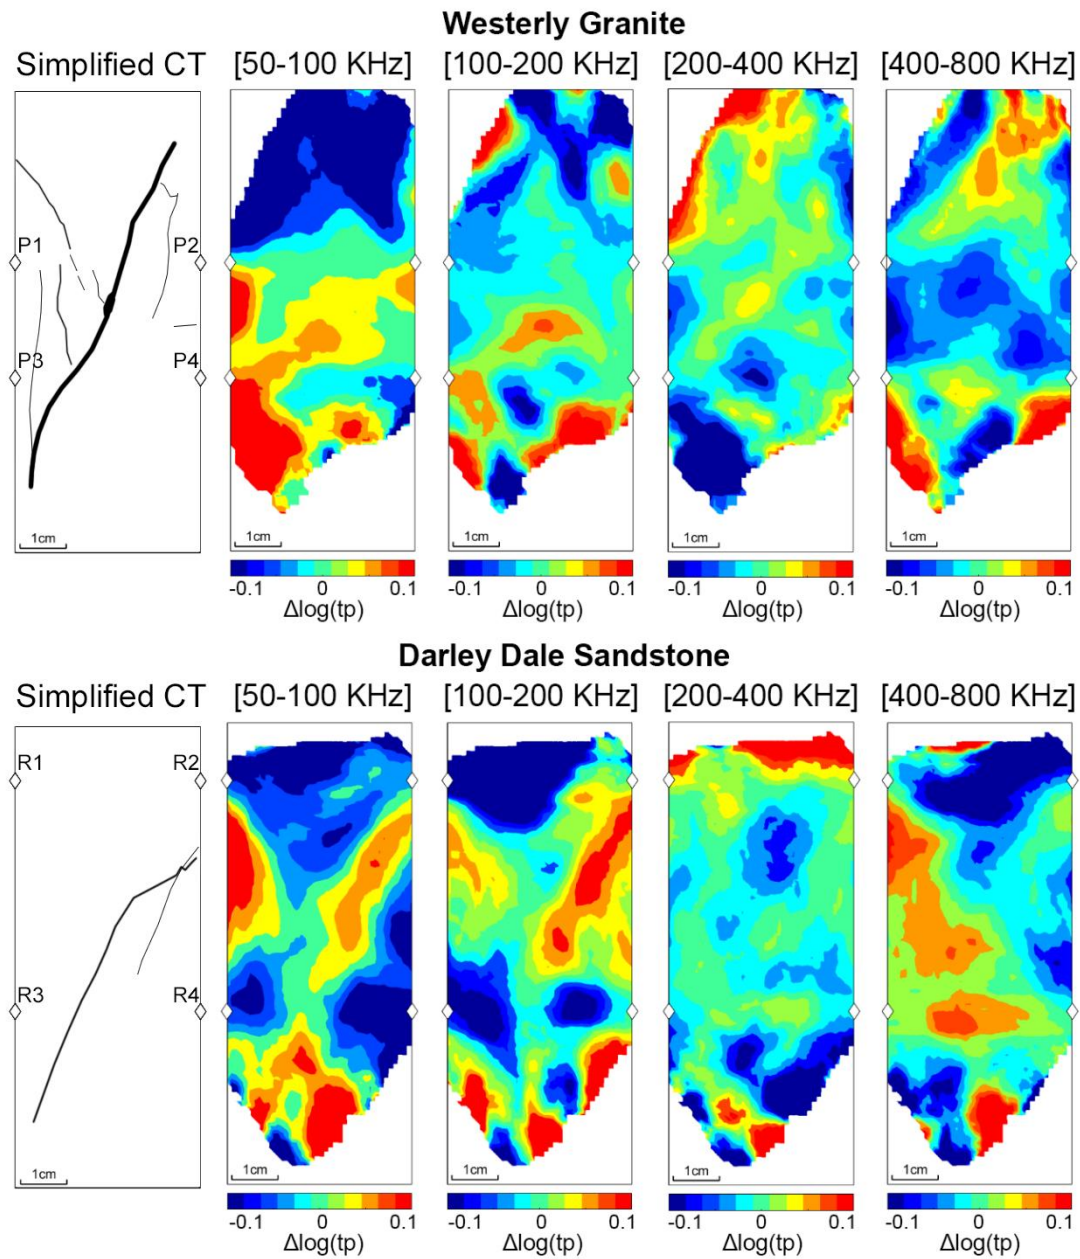 Westerly Granite
Simplified CT [50-100 KHz] [100-200 KHz] [200-400 KHz] [400-800 KHz]
P1 P2
P3 P4
1cm 1cm 1cm 1cm 1cm
-0.1 0 0.1 -0.1 0 0.1 -0.1 0 0.1 -0.1 0 0.1
Δlog(tp) Δlog(tp) Δlog(tp) Δlog(tp)
Darley Dale Sandstone
Simplified CT [50-100 KHz] [100-200 KHz] [200-400 KHz] [400-800 KHz]
R1 R2
R3 R4
1cm 1cm 1cm 1cm 1cm
-0.1 0 0.1 -0.1 0 0.1 -0.1 0 0.1 -0.1 0 0.1
Δlog(tp) Δlog(tp) Δlog(tp) Δlog(tp)